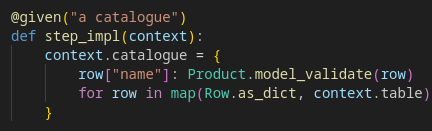 @given("a catalogue")
def step_impl(context):
    context.catalogue = {
        row["name"]: Product.model_validate(row)
        for row in map(Row.as_dict, context.table)
    }